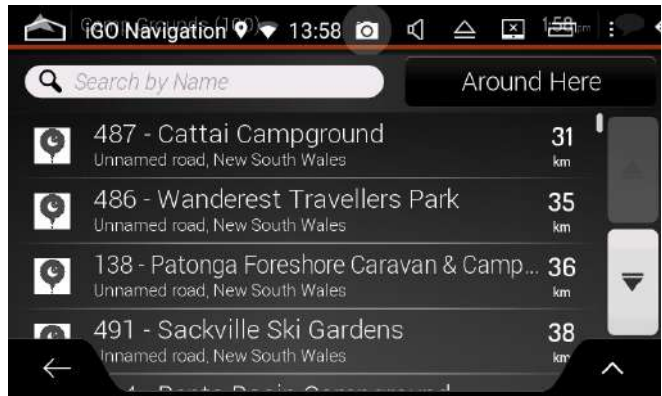 iGO Navigation 13:58
Search by Name
Around Here
487 - Cattai Campground
31
Unnamed road, New South Wales
km
486 - Wanderest Travellers Park
35
Unnamed road, New South Wales
km
138 - Patonga Foreshore Caravan & Camp... 36
Unnamed road, New South Wales
km
491 - Sackville Ski Gardens
38
Unnamed road, New South Wales
km